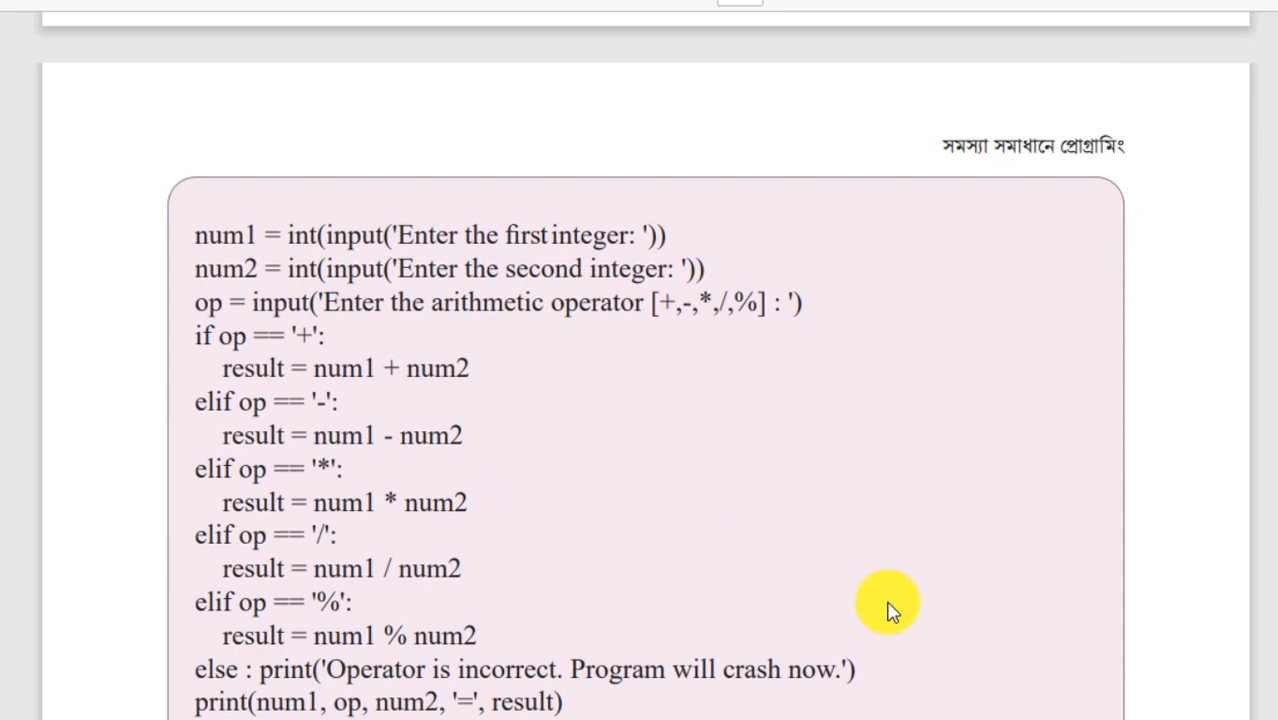 সমস্যা সমাধানে প্রোগ্রামিং
num1 = int(input('Enter the first integer: '))
num2 = int(input('Enter the second integer: '))
op = input('Enter the arithmetic operator [+,-,*,/,%] : ')
if op == '+':
result = num1 + num2
elif op == '-':
result = num1 - num2
elif op == '*':
result = num1 * num2
elif op == '/':
result = num1 / num2
elif op == '%':
result = num1 % num2
else : print('Operator is incorrect. Program will crash now.')
print(num1, op, num2, '=', result)